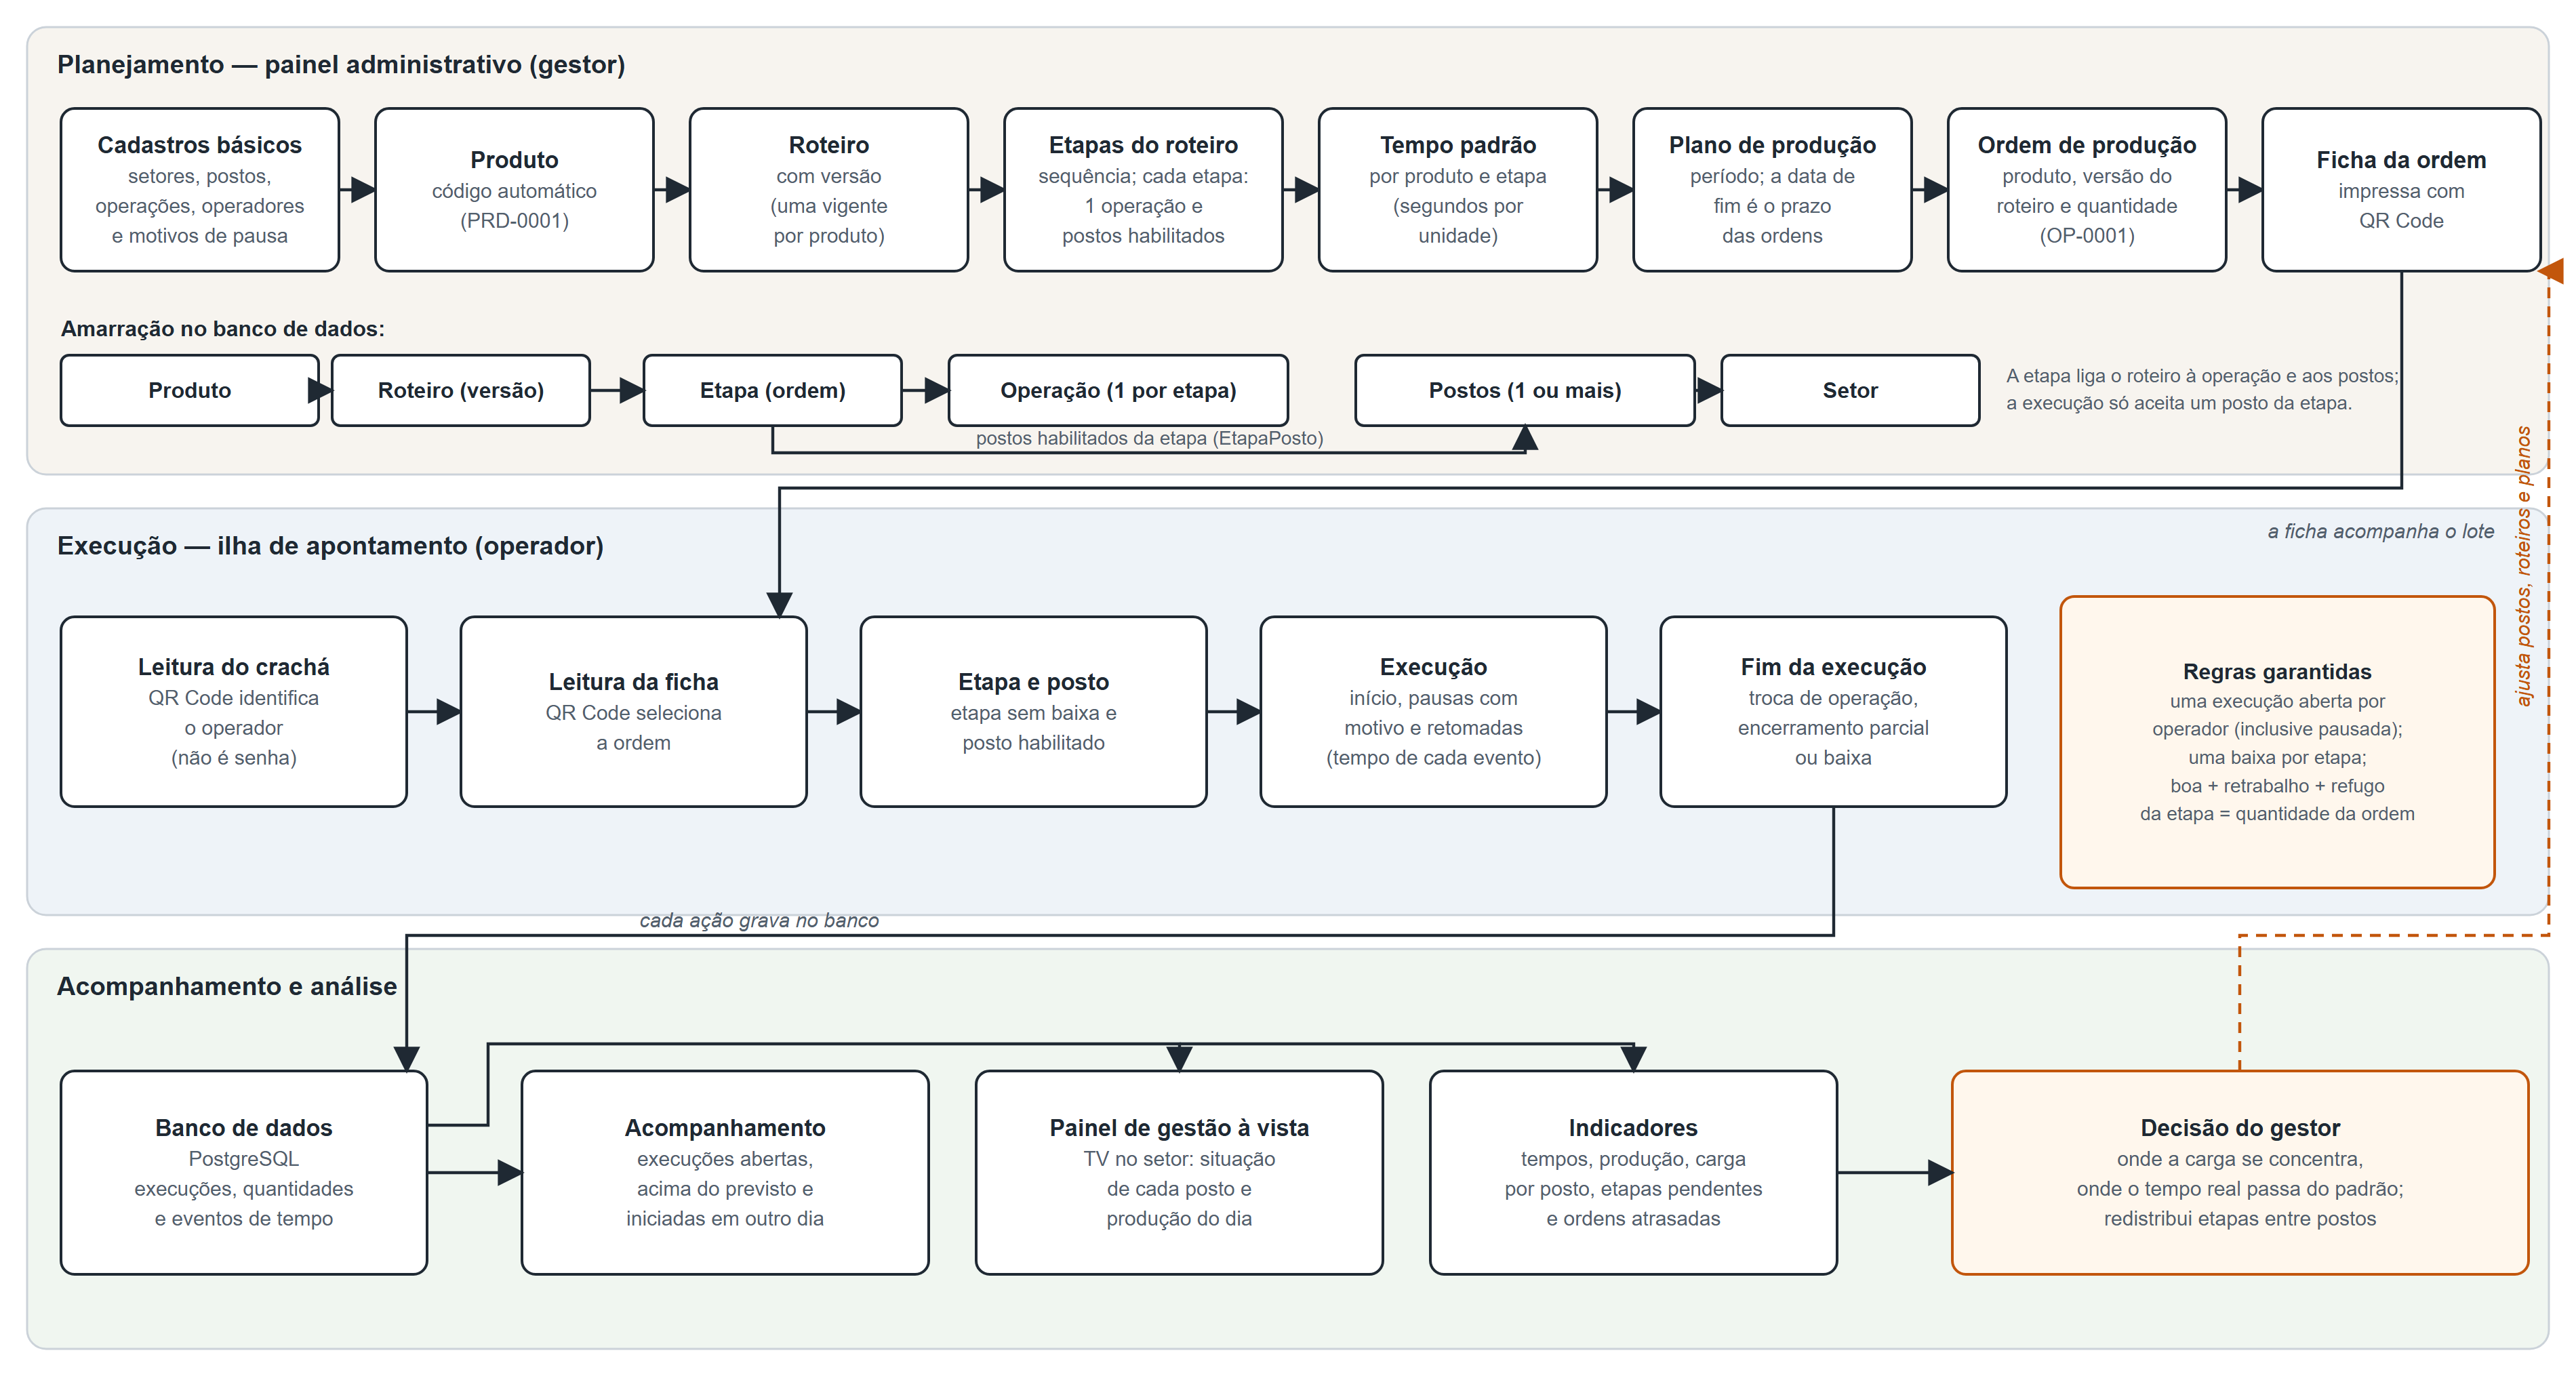 Planejamento — painel administrativo (gestor)
Cadastros básicos
setores, postos,
operações, operadores
e motivos de pausa
Produto
código automático
(PRD-0001)
Roteiro
com versão
(uma vigente
por produto)
Etapas do roteiro
sequência; cada etapa:
1 operação e
postos habilitados
Tempo padrão
por produto e etapa
(segundos por
unidade)
Plano de produção
período; a data de
fim é o prazo
das ordens
Ordem de produção
produto, versão do
roteiro e quantidade
(OP-0001)
Ficha da ordem
impressa com
QR Code
Amarração no banco de dados:
Produto
Roteiro (versão)
Etapa (ordem)
Operação (1 por etapa)
Postos (1 ou mais)
Setor
A etapa liga o roteiro à operação e aos postos;
a execução só aceita um posto da etapa.
postos habilitados da etapa (EtapaPosto)
ajusta postos, roteiros e planos
Execução — ilha de apontamento (operador)
a ficha acompanha o lote
Leitura do crachá
QR Code identifica
o operador
(não é senha)
Leitura da ficha
QR Code seleciona
a ordem
Etapa e posto
etapa sem baixa e
posto habilitado
Execução
início, pausas com
motivo e retomadas
(tempo de cada evento)
Fim da execução
troca de operação,
encerramento parcial
ou baixa
Regras garantidas
uma execução aberta por
operador (inclusive pausada);
uma baixa por etapa;
boa + retrabalho + refugo
da etapa = quantidade da ordem
cada ação grava no banco
Acompanhamento e análise
Banco de dados
PostgreSQL
execuções, quantidades
e eventos de tempo
Acompanhamento
execuções abertas,
acima do previsto e
iniciadas em outro dia
Painel de gestão à vista
TV no setor: situação
de cada posto e
produção do dia
Indicadores
tempos, produção, carga
por posto, etapas pendentes
e ordens atrasadas
Decisão do gestor
onde a carga se concentra,
onde o tempo real passa do padrão;
redistribui etapas entre postos